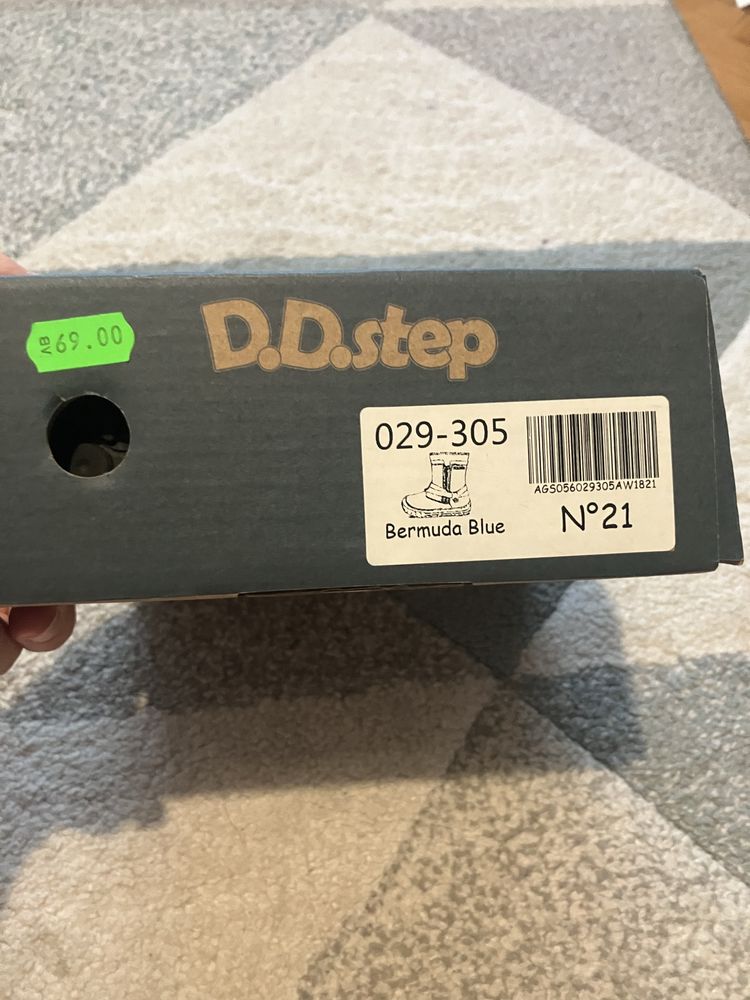 D.D.step
AB 69.00
029-305
AGS056029305AW1821
Bermuda Blue
N°21